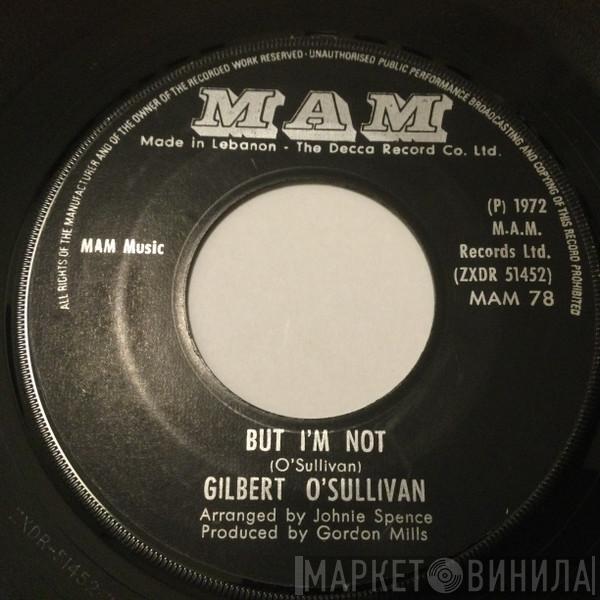 ALL RIGHTS OF THE MANUFACTURER AND OF THE OWNER OF THE RECORDED WORK RESERVED · UNAUTHORISED PUBLIC PERFORMANCE BROADCASTING AND COPYING OF THIS RECORD PROHIBITED
MAM
Made in Lebanon - The Decca Record Co. Ltd.
MAM Music
(P) 1972
M.A.M.
Records Ltd.
(ZXDR 51452)
MAM 78
BUT I'M NOT
(O'Sullivan)
GILBERT O'SULLIVAN
Arranged by Johnie Spence
Produced by Gordon Mills
МАРКЕТ ВИНИЛА